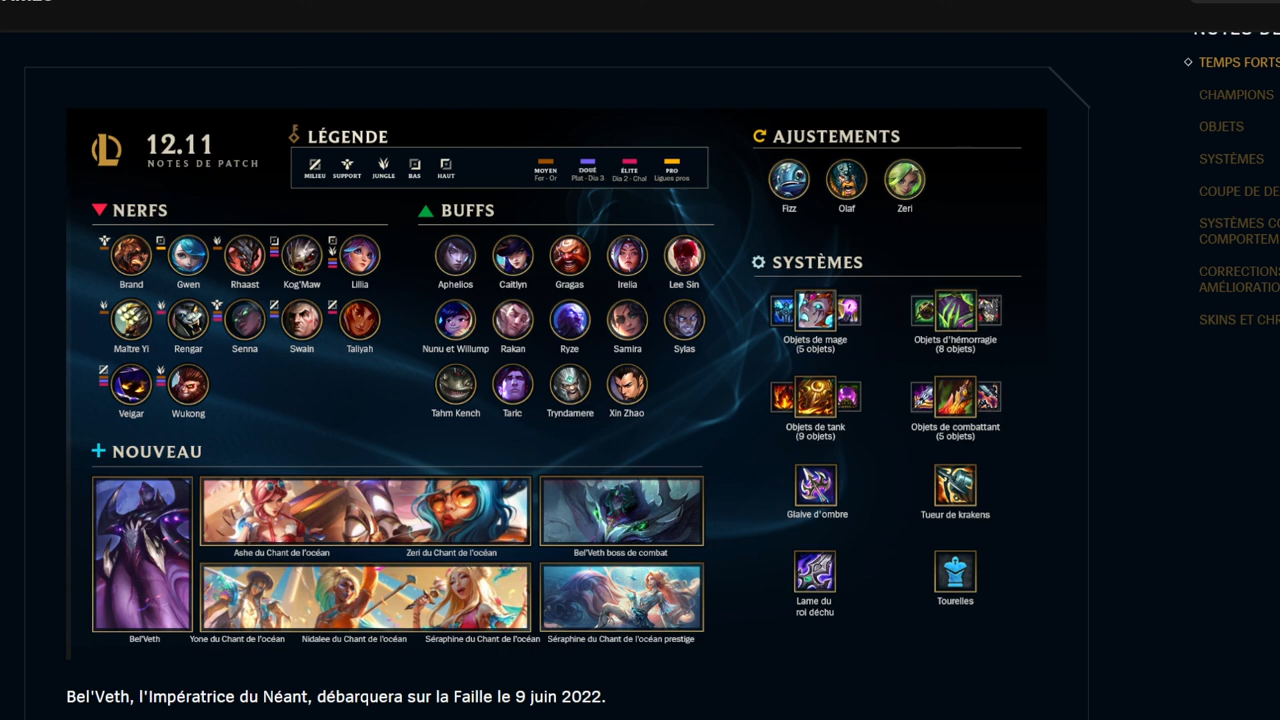 TEMPS FORTS
CHAMPIONS
OBJETS
SYSTÈMES
COUPE DE DE
SYSTÈMES CO
COMPORTEM
CORRECTION
AMÉLIORATIO
SKINS ET CHR
12.11
NOTES DE PATCH
LÉGENDE
MILIEU SUPPORT JUNGLE BAS HAUT
MOYEN DOUÉ ÉLITE PRO
Fer - Or Plat - Dia 3 Dia 2 - Chal Ligues pros
NERFS
Brand Gwen Rhaast Kog'Maw Lillia
Maître Yi Rengar Senna Swain Taliyah
Veigar Wukong
BUFFS
Aphelios Caitlyn Gragas Irelia Lee Sin
Nunu et Willump Rakan Ryze Samira Sylas
Tahm Kench Taric Tryndamere Xin Zhao
AJUSTEMENTS
Fizz Olaf Zeri
SYSTÈMES
Objets de mage Objets d'hémorragie
(5 objets) (8 objets)
Objets de tank Objets de combattant
(9 objets) (5 objets)
Glaive d'ombre Tueur de krakens
Lame du
roi déchu
Tourelles
NOUVEAU
Ashe du Chant de l'océan Zeri du Chant de l'océan Bel'Veth boss de combat
Bel'Veth Yone du Chant de l'océan Nidalee du Chant de l'océan Séraphine du Chant de l'océan Séraphine du Chant de l'océan prestige
Bel'Veth, l'Impératrice du Néant, débarquera sur la Faille le 9 juin 2022.